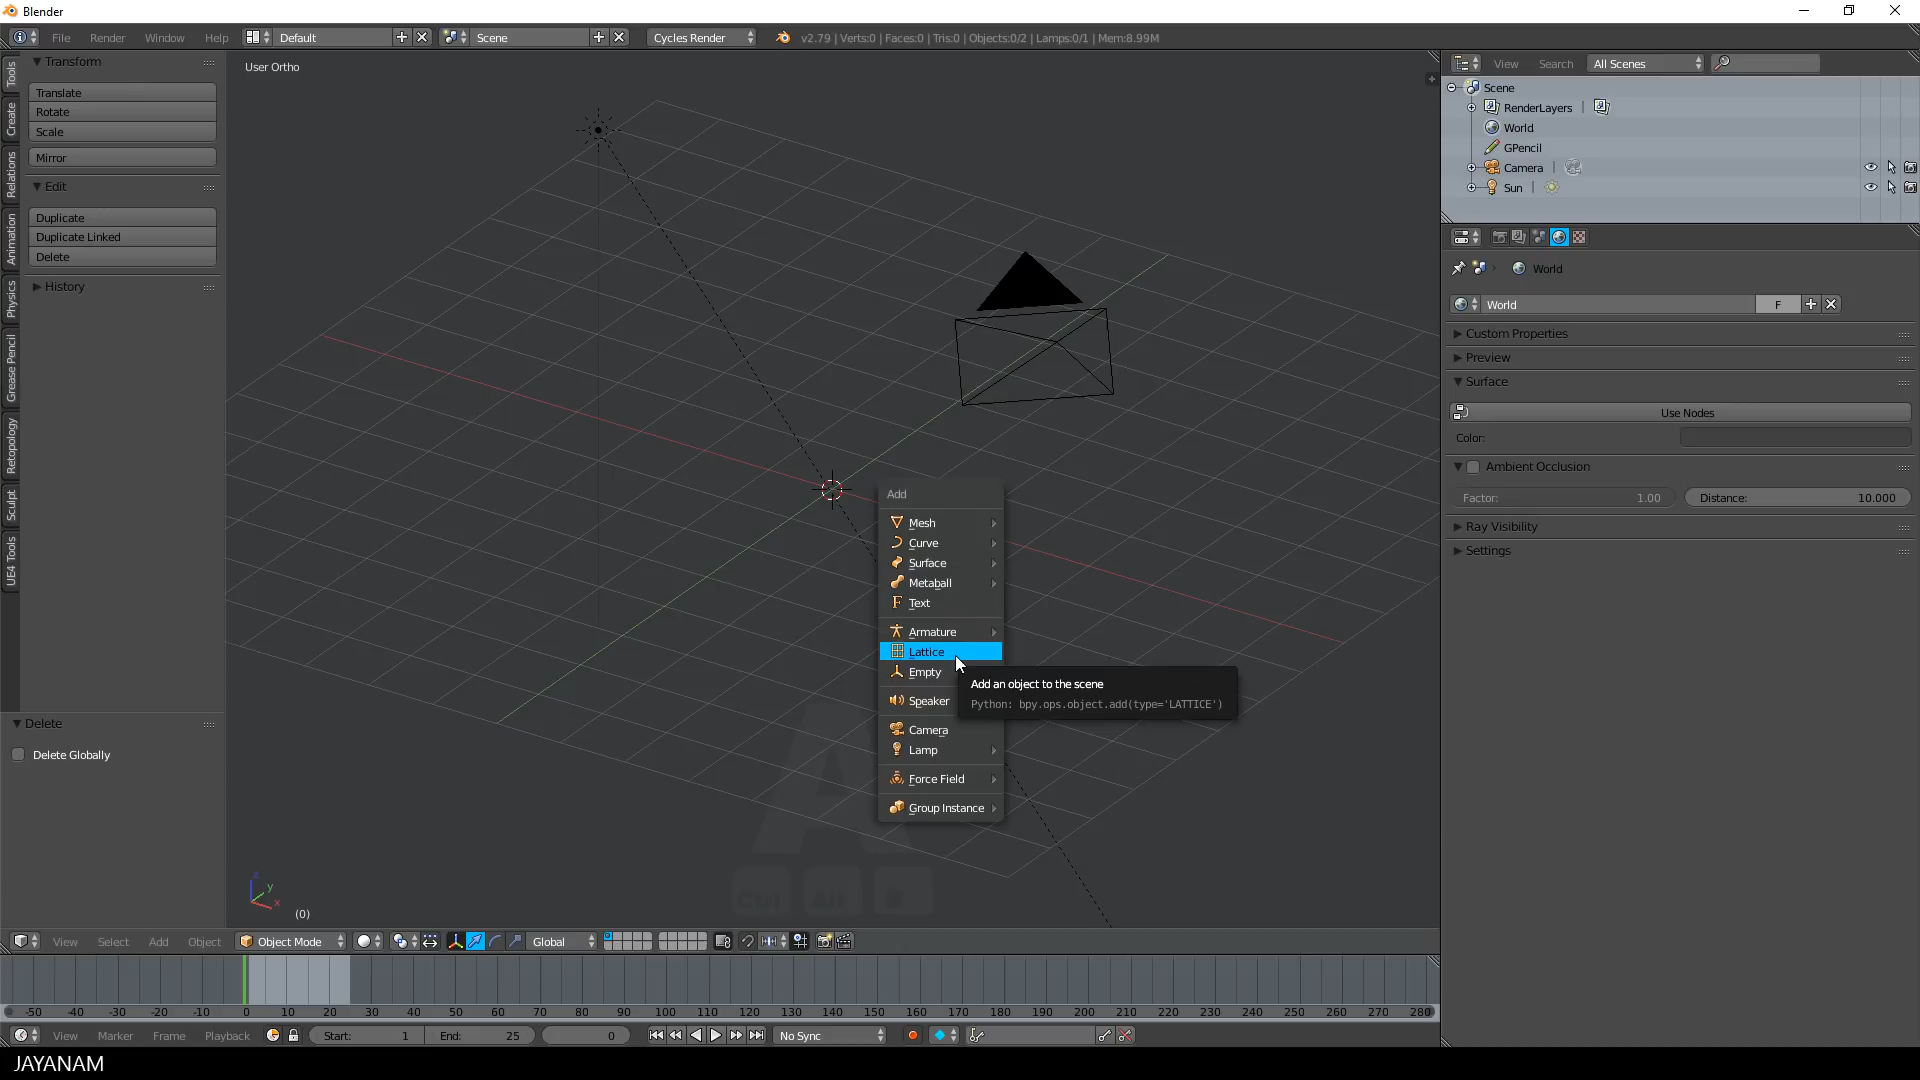 Blender
File Render Window Help Default Scene Cycles Render v2.79 | Verts:0 | Faces:0 | Tris:0 | Objects:0/2 | Lamps:0/1 | Mem:8.99M
Tools
Create
Relations
Animation
Physics
Grease Pencil
Retopology
Sculpt
UE4 Tools
Transform
Translate
Rotate
Scale
Mirror
Edit
Duplicate
Duplicate Linked
Delete
History
Delete
Delete Globally
User Ortho
Add
Mesh
Curve
Surface
Metaball
Text
Armature
Lattice
Empty
Speaker
Camera
Lamp
Force Field
Group Instance
Add an object to the scene
Python: bpy.ops.object.add(type='LATTICE')
A
Ctrl Alt
z
y
x
(0)
View Search All Scenes
Scene
RenderLayers |
World
GPencil
Camera |
Sun |
World
World F
Custom Properties
Preview
Surface
Use Nodes
Color:
Ambient Occlusion
Factor: 1.00 Distance: 10.000
Ray Visibility
Settings
View Select Add Object Object Mode Global
-50 -40 -30 -20 -10 0 10 20 30 40 50 60 70 80 90 100 110 120 130 140 150 160 170 180 190 200 210 220 230 240 250 260 270 280
View Marker Frame Playback Start: 1 End: 25 0 No Sync
JAYANAM